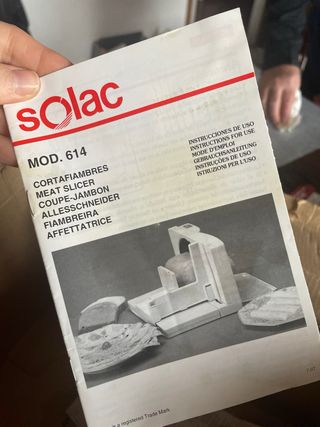 solac
MOD. 614
CORTAFIAMBRES
MEAT SLICER
COUPE-JAMBON
ALLESSCHNEIDER
FIAMBREIRA
AFFETTATRICE
INSTRUCCIONES DE USO
INSTRUCTIONS FOR USE
MODE D'EMPLOI
GEBRAUCHSANLEITUNG
INSTRUÇÕES DE USO
ISTRUZIONI PER L'USO
is a registered Trade Mark